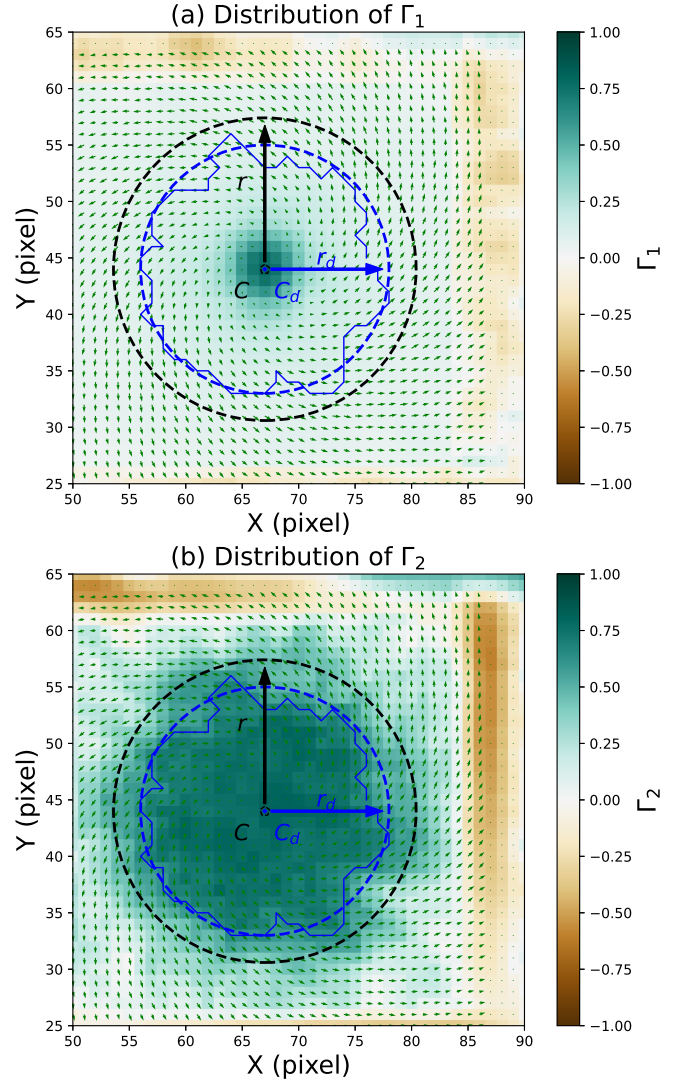 (a) Distribution of Γ₁
65
60
55
50
45
40
35
30
25
50 55 60 65 70 75 80 85 90
Y (pixel)
X (pixel)
r
r_d
C C_d
1.00
0.75
0.50
0.25
0.00
−0.25
−0.50
−0.75
−1.00
Γ₁
(b) Distribution of Γ₂
65
60
55
50
45
40
35
30
25
50 55 60 65 70 75 80 85 90
Y (pixel)
X (pixel)
r
r_d
C C_d
1.00
0.75
0.50
0.25
0.00
−0.25
−0.50
−0.75
−1.00
Γ₂